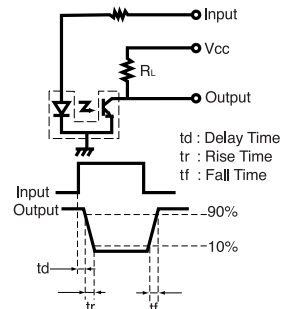 Input
Vcc
RL
Output
td : Delay Time
tr : Rise Time
tf : Fall Time
Input
Output
90%
10%
td
tr
tf